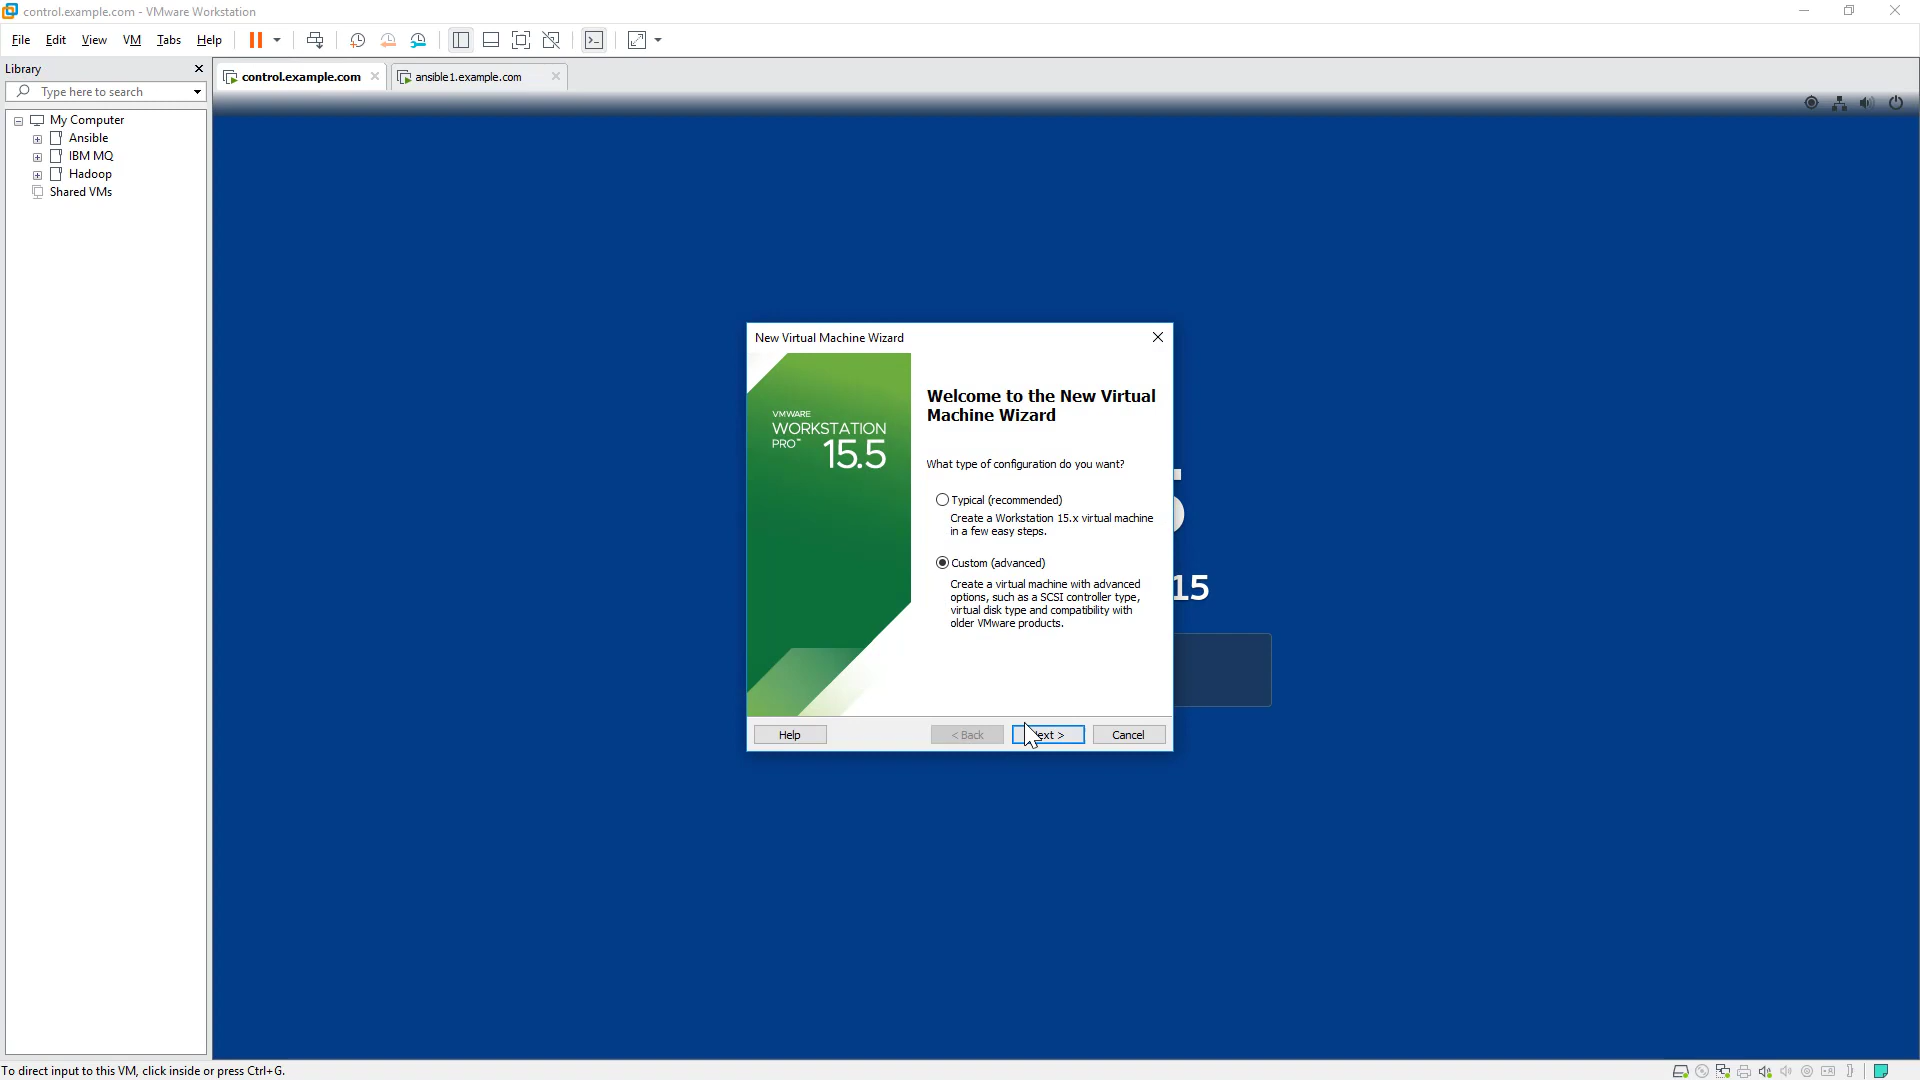 control.example.com - VMware Workstation
File Edit View VM Tabs Help
Library
control.example.com
ansible1.example.com
Type here to search
My Computer
Ansible
IBM MQ
Hadoop
Shared VMs
New Virtual Machine Wizard
VMWARE
WORKSTATION
PRO™ 15.5
Welcome to the New Virtual
Machine Wizard
What type of configuration do you want?
Typical (recommended)
Create a Workstation 15.x virtual machine
in a few easy steps.
Custom (advanced)
Create a virtual machine with advanced
options, such as a SCSI controller type,
virtual disk type and compatibility with
older VMware products.
15
Help
< Back
Cancel
To direct input to this VM, click inside or press Ctrl+G.